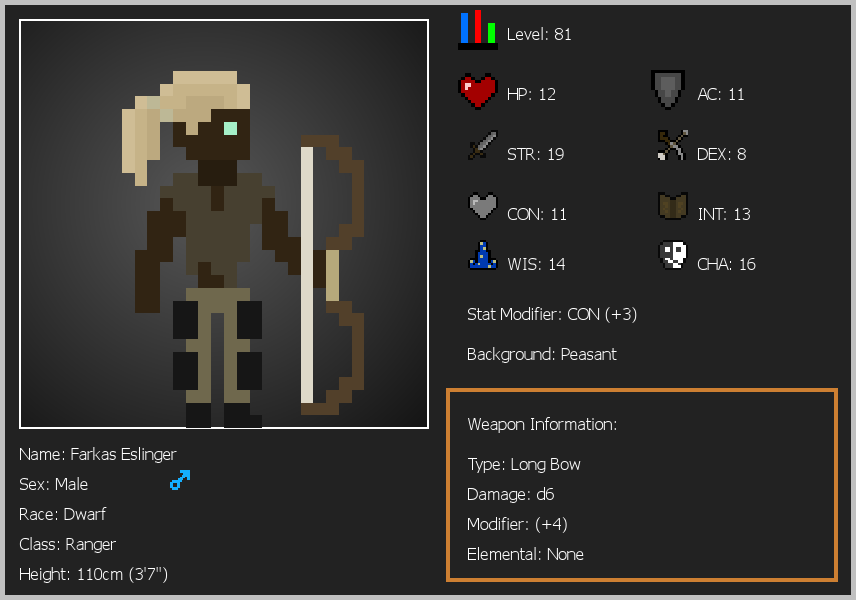 Level: 81
HP: 12
AC: 11
STR: 19
DEX: 8
CON: 11
INT: 13
WIS: 14
CHA: 16
Stat Modifier: CON (+3)
Background: Peasant
Weapon Information:
Type: Long Bow
Damage: d6
Modifier: (+4)
Elemental: None
Name: Farkas Eslinger
Sex: Male
Race: Dwarf
Class: Ranger
Height: 110cm (3'7")